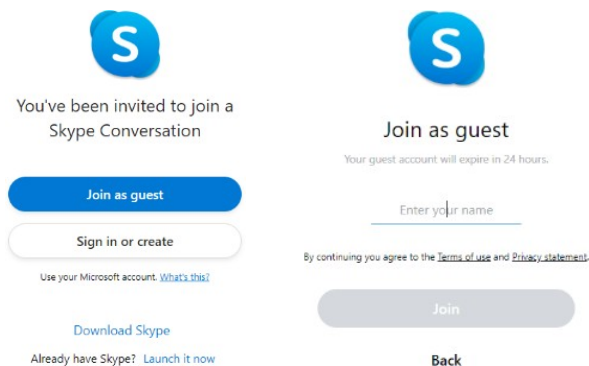 S
You've been invited to join a
Skype Conversation
Join as guest
Sign in or create
Use your Microsoft account. What's this?
Download Skype
Already have Skype? Launch it now
S
Join as guest
Your guest account will expire in 24 hours.
Enter your name
By continuing you agree to the Terms of use and Privacy statement.
Join
Back